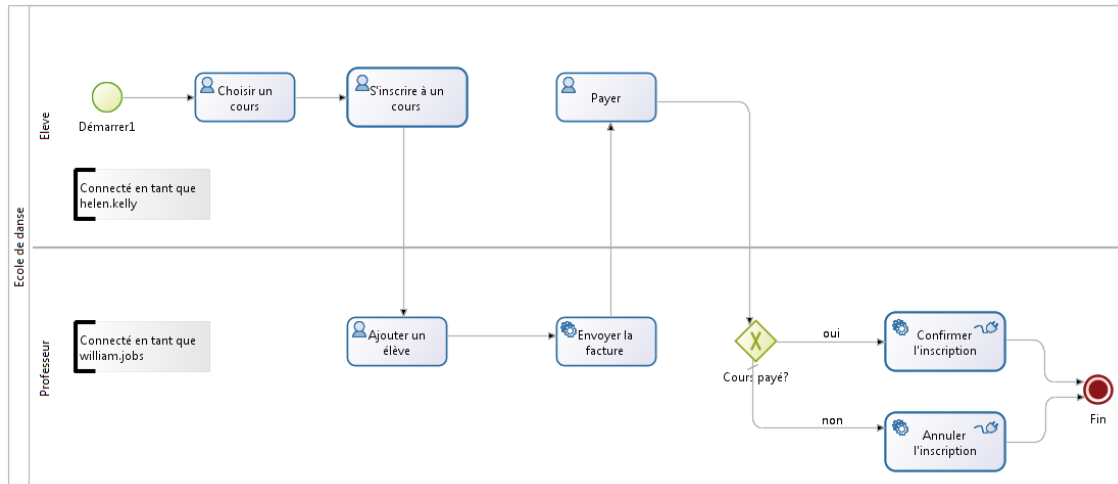 Ecole de danse
Eleve
Démarrer1
Choisir un
cours
S'inscrire à un
cours
Payer
Connecté en tant que
helen.kelly
Professeur
Connecté en tant que
william.jobs
Ajouter un
élève
Envoyer la
facture
Cours payé?
oui
Confirmer
l'inscription
non
Annuler
l'inscription
Fin